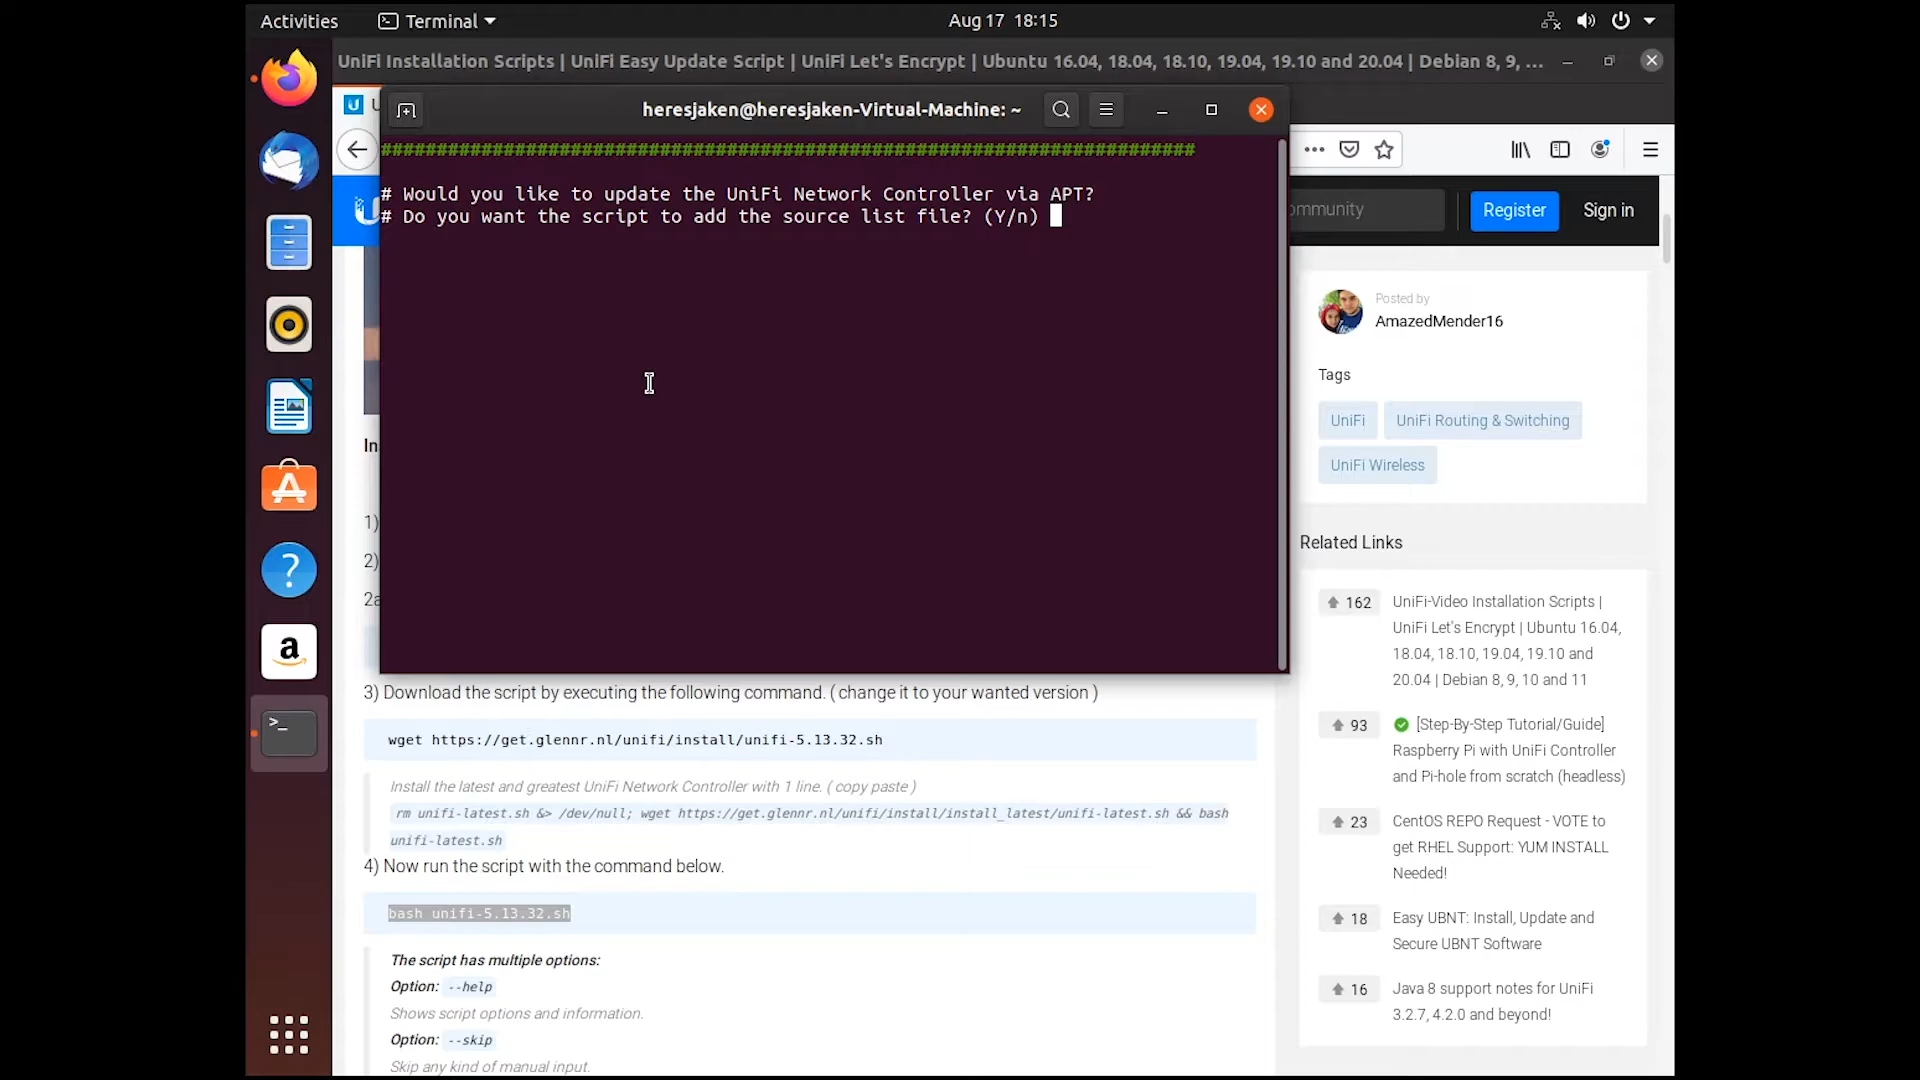 Activities
Terminal
Aug 17 18:15
UniFi Installation Scripts | UniFi Easy Update Script | UniFi Let's Encrypt | Ubuntu 16.04, 18.04, 18.10, 19.04, 19.10 and 20.04 | Debian 8, 9, ...
heresjaken@heresjaken-Virtual-Machine: ~
##########################################################################
# Would you like to update the UniFi Network Controller via APT?
# Do you want the script to add the source list file? (Y/n)
ommunity
Register
Sign in
Posted by
AmazedMender16
Tags
UniFi
UniFi Routing & Switching
UniFi Wireless
In
1)
2)
2a
3) Download the script by executing the following command. ( change it to your wanted version )
wget https://get.glennr.nl/unifi/install/unifi-5.13.32.sh
Install the latest and greatest UniFi Network Controller with 1 line. ( copy paste )
rm unifi-latest.sh &> /dev/null; wget https://get.glennr.nl/unifi/install/install_latest/unifi-latest.sh && bash
unifi-latest.sh
4) Now run the script with the command below.
bash unifi-5.13.32.sh
The script has multiple options:
Option: --help
Shows script options and information.
Option: --skip
Skip any kind of manual input.
Related Links
162
UniFi-Video Installation Scripts |
UniFi Let's Encrypt | Ubuntu 16.04,
18.04, 18.10, 19.04, 19.10 and
20.04 | Debian 8, 9, 10 and 11
93
[Step-By-Step Tutorial/Guide]
Raspberry Pi with UniFi Controller
and Pi-hole from scratch (headless)
23
CentOS REPO Request - VOTE to
get RHEL Support: YUM INSTALL
Needed!
18
Easy UBNT: Install, Update and
Secure UBNT Software
16
Java 8 support notes for UniFi
3.2.7, 4.2.0 and beyond!